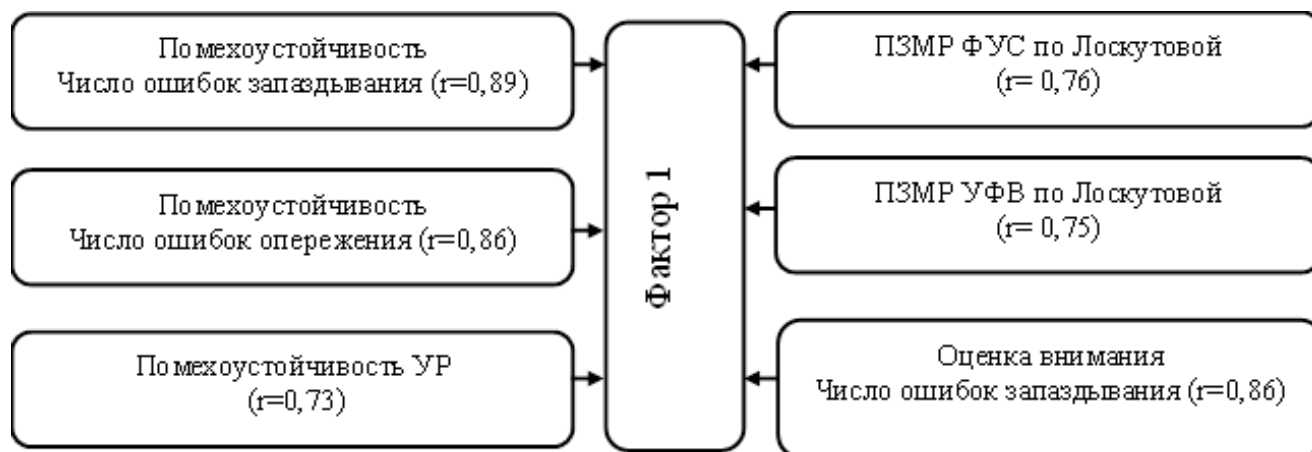 Помехоустойчивость
Число ошибок запаздывания (r=0,89)
Помехоустойчивость
Число ошибок опережения (r=0,86)
Помехоустойчивость УР
(r=0,73)
Фактор 1
ПЗМР ФУС по Лоскутовой
(r= 0,76)
ПЗМР УФВ по Лоскутовой
(r= 0,75)
Оценка внимания
Число ошибок запаздывания (r=0,86)